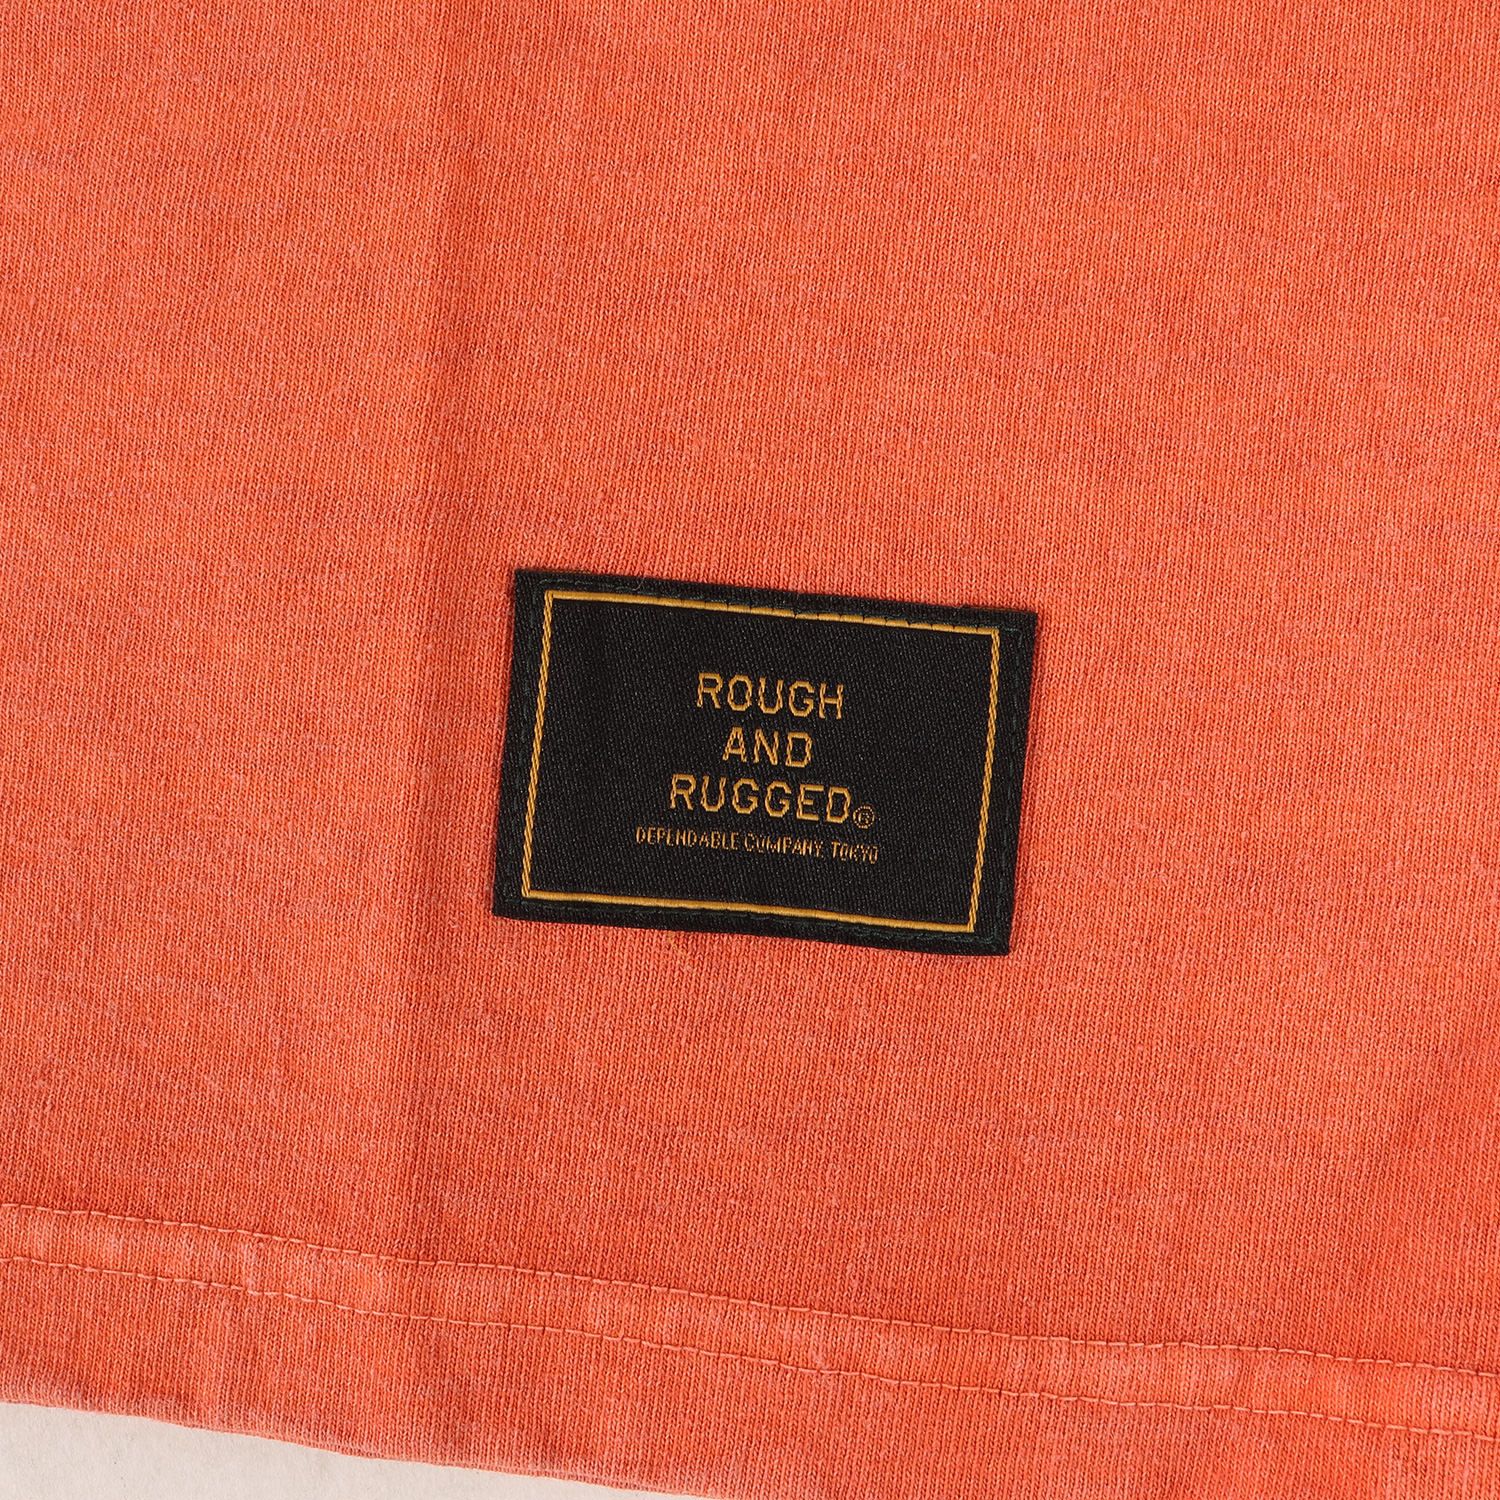 ROUGH
AND
RUGGED©
DEPENDABLE COMPANY. TOKYO